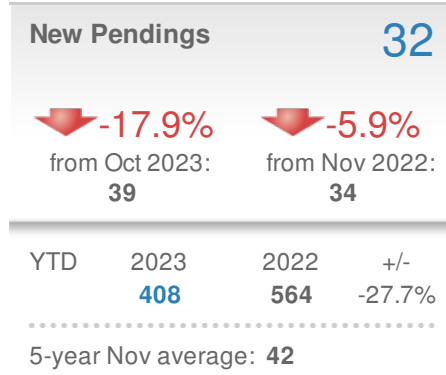 New Pendings 32
-17.9% -5.9%
from Oct 2023: from Nov 2022:
39 34
YTD 2023 2022 +/-
408 564 -27.7%
5-year Nov average: 42